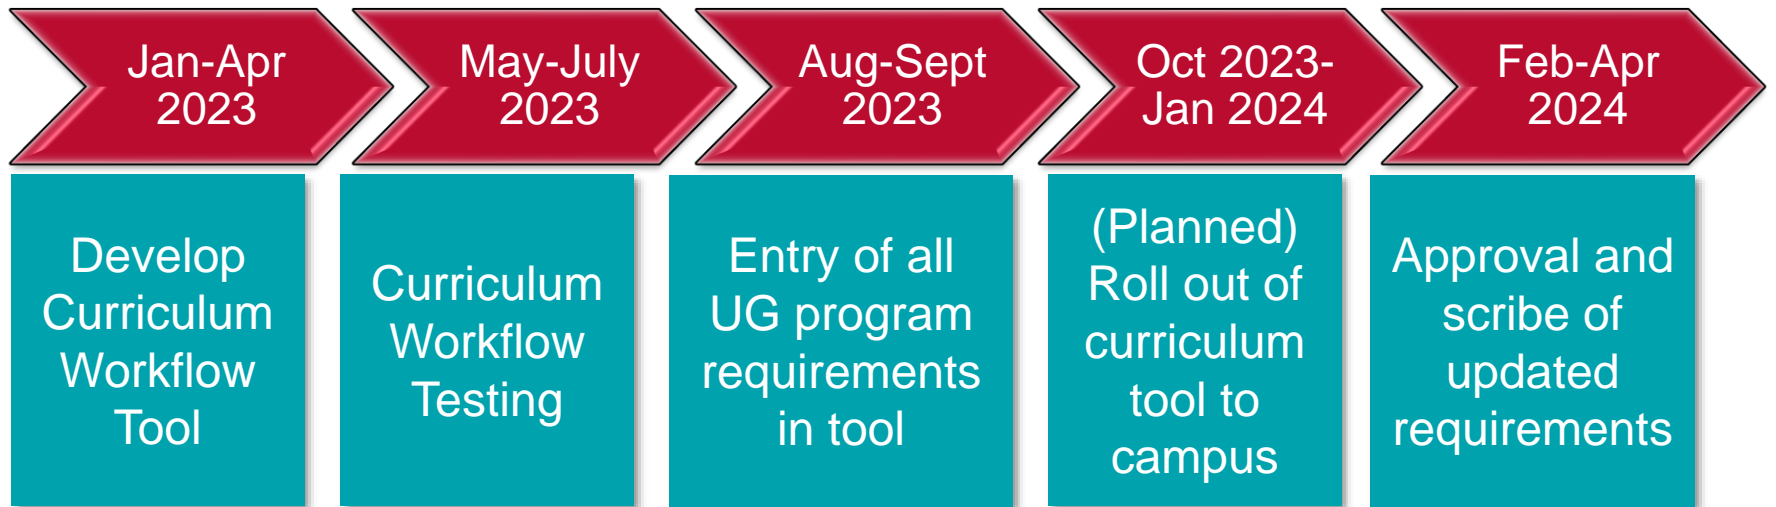 Jan-Apr
2023
May-July
2023
Aug-Sept
2023
Oct 2023-
Jan 2024
Feb-Apr
2024
Develop
Curriculum
Workflow
Tool
Curriculum
Workflow
Testing
Entry of all
UG program
requirements
in tool
(Planned)
Roll out of
curriculum
tool to
campus
Approval and
scribe of
updated
requirements